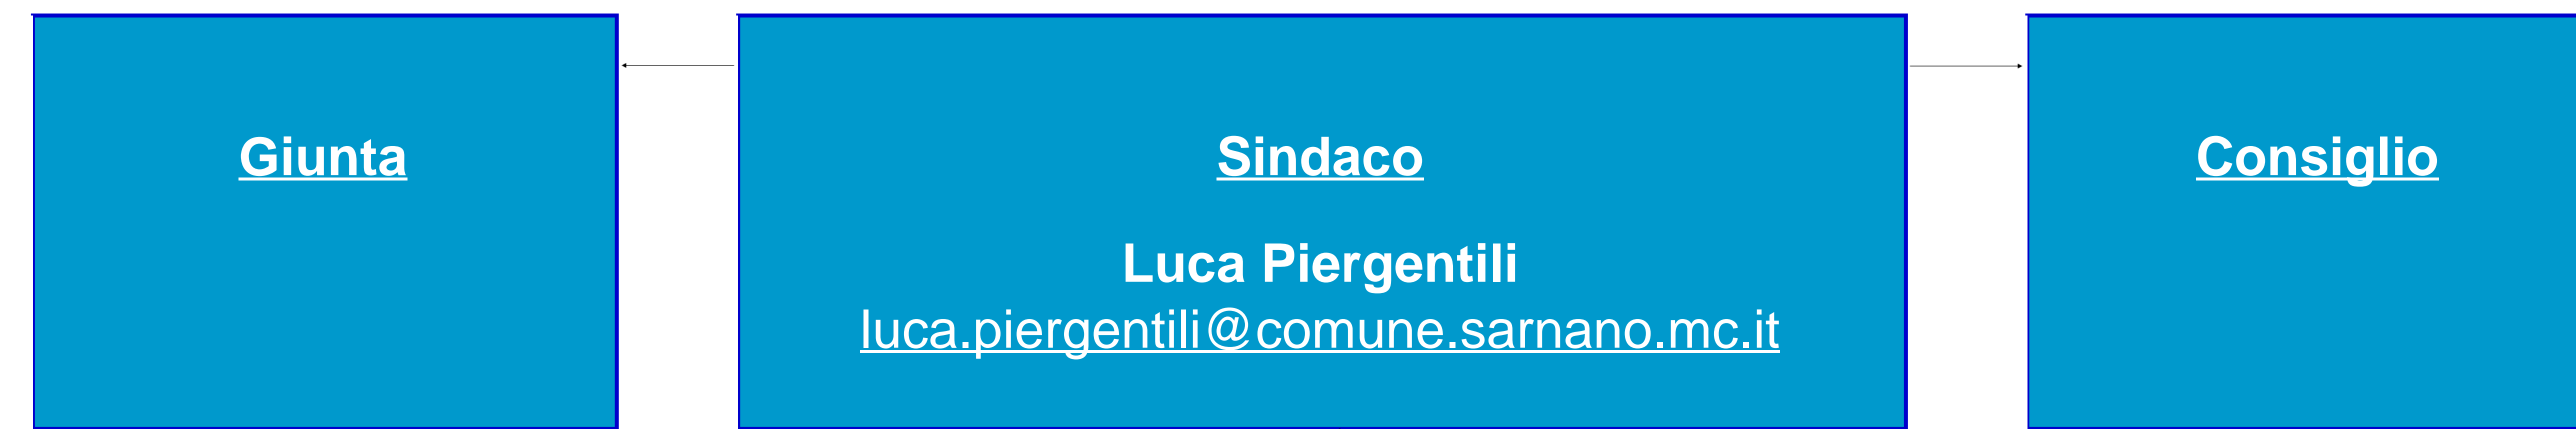 Giunta
Sindaco
Luca Piergentili
luca.piergentili@comune.sarnano.mc.it
Consiglio